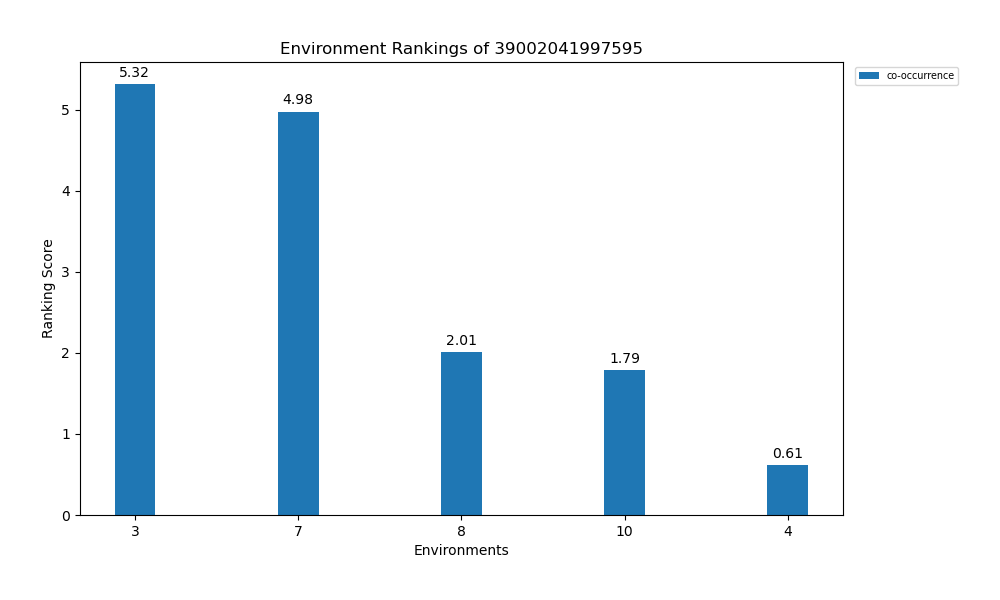 Environment Rankings of 39002041997595
co-occurrence
5.32
4.98
2.01
1.79
0.61
Ranking Score
5
4
3
2
1
0
3 7 8 10 4
Environments